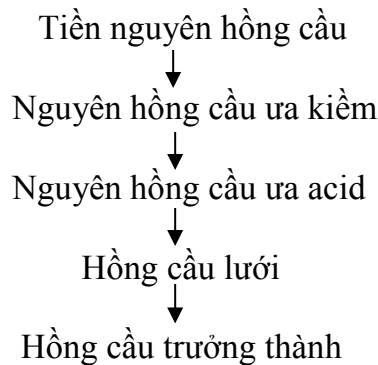 Tiền nguyên hồng cầu
Nguyên hồng cầu ưa kiềm
Nguyên hồng cầu ưa acid
Hồng cầu lưới
Hồng cầu trưởng thành